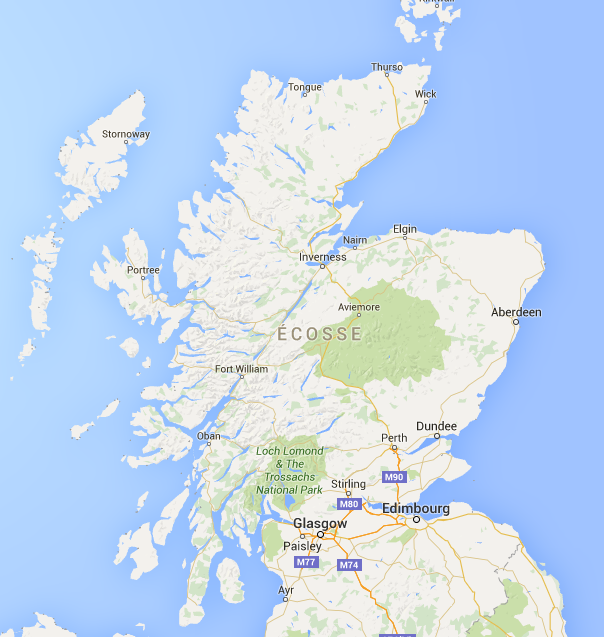 Kirkwall
Thurso
Tongue
Wick
Stornoway
Elgin
Nairn
Inverness
Portree
Aviemore
Aberdeen
ÉCOSSE
Fort William
Dundee
Oban
Perth
Loch Lomond
& The
Trossachs
National Park
M90
Stirling
M80
Edimbourg
Glasgow
Paisley
M77
M74
Ayr